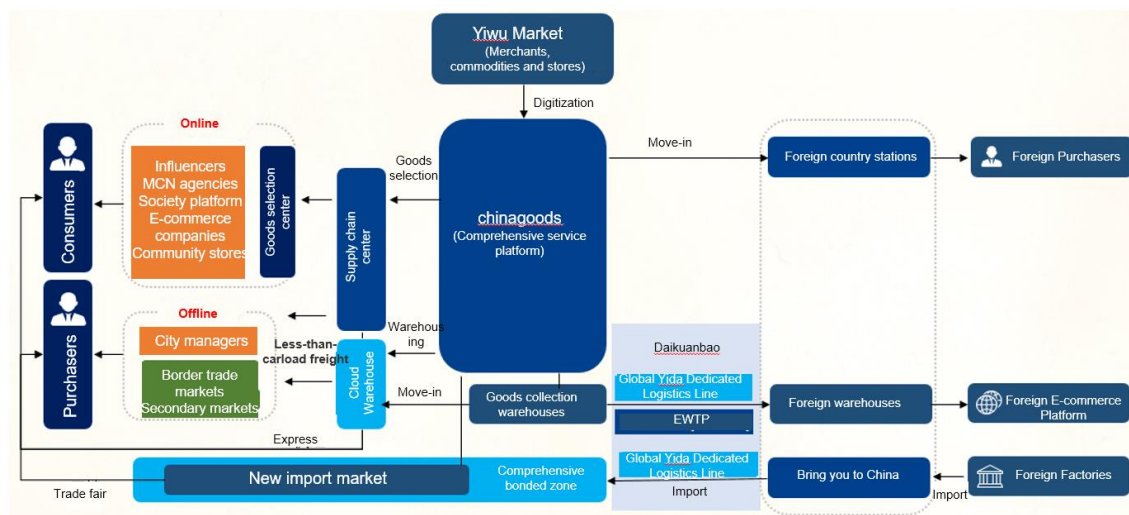 Yiwu Market
(Merchants,
commodities and stores)
Digitization
Online
Consumers
Influencers
MCN agencies
Society platform
E-commerce
companies
Community stores
Goods selection
center
Supply chain
center
Goods
selection
chinagoods
(Comprehensive service
platform)
Move-in
Foreign country stations
Foreign Purchasers
Purchasers
Offline
City managers
Border trade
markets
Secondary markets
Less-than-
carload freight
Cloud
Warehouse
Warehous
ing
Move-in
Goods collection
warehouses
Daikuanbao
Global Yida Dedicated
Logistics Line
EWTP
Foreign warehouses
Foreign E-commerce
Platform
Express
New import market
Comprehensive
bonded zone
Global Yida Dedicated
Logistics Line
Import
Bring you to China
Import
Foreign Factories
Trade fair